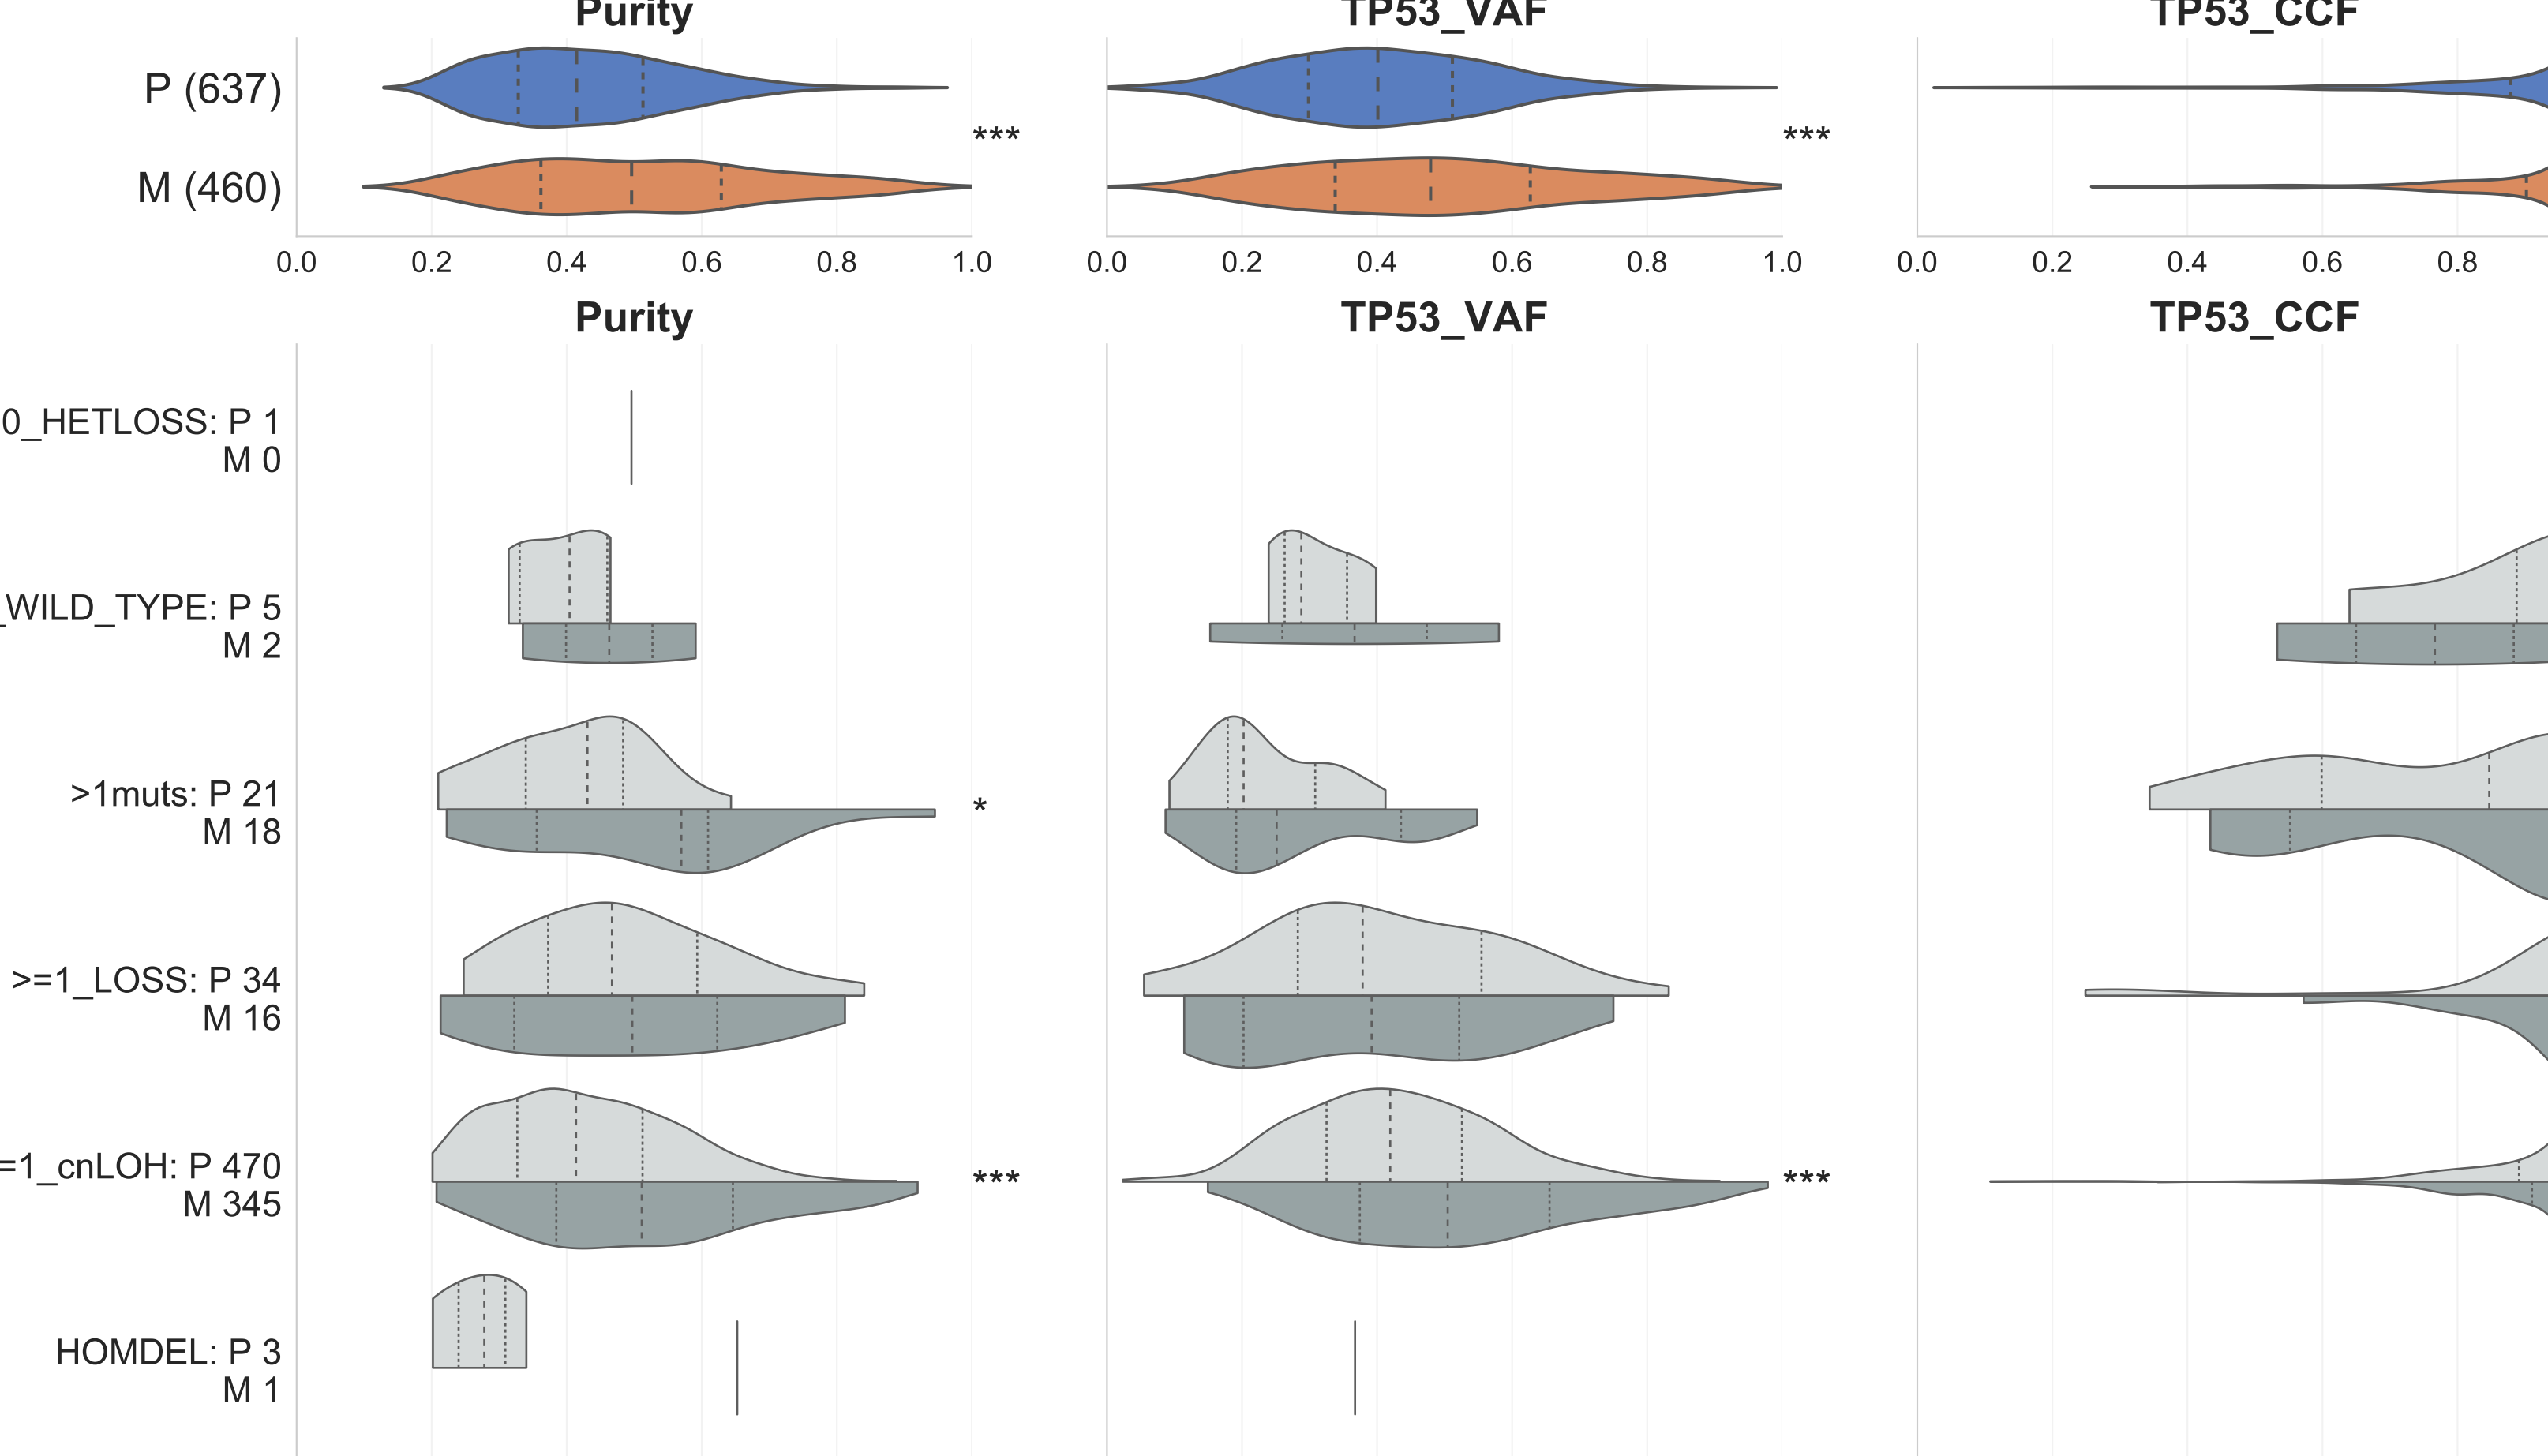 Purity TP53_VAF TP53_CCF
P (637)
***
***
M (460)
0.0 0.2 0.4 0.6 0.8 1.0 0.0 0.2 0.4 0.6 0.8 1.0 0.0 0.2 0.4 0.6 0.8
Purity TP53_VAF TP53_CCF
0_HETLOSS: P 1
M 0
_WILD_TYPE: P 5
M 2
>1muts: P 21
*
M 18
>=1_LOSS: P 34
M 16
=1_cnLOH: P 470
*** ***
M 345
HOMDEL: P 3
M 1